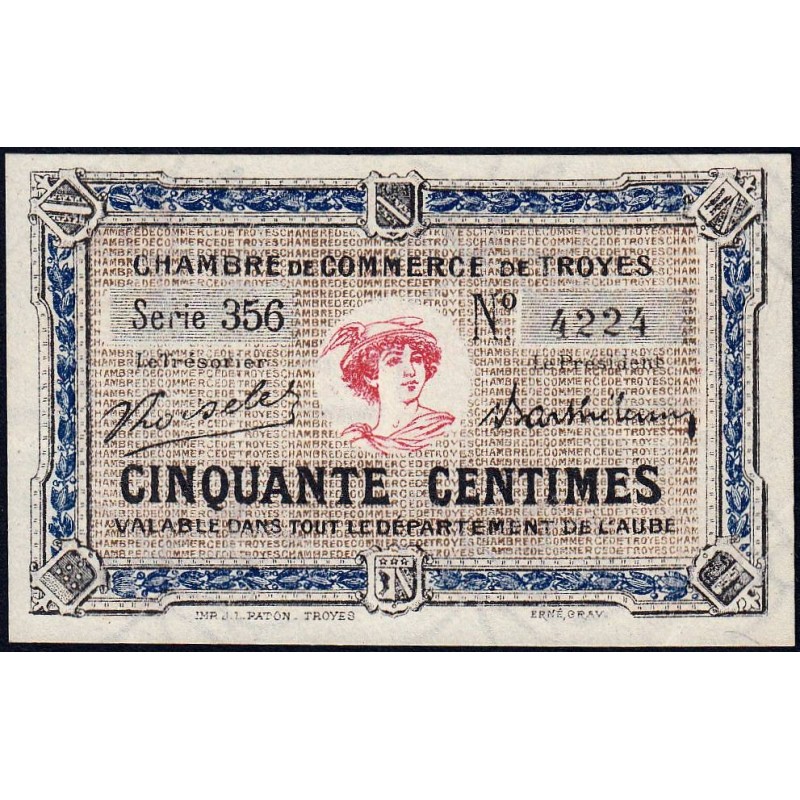 CHAMBRE DE COMMERCE DE TROYES
Serie 356
Nº 4224
Le Trésorier
Le Président
CINQUANTE CENTIMES
VALABLE DANS TOUT LE DÉPARTEMENT DE L'AUBE
IMP. J.L. PATON. TROYES
ERNÉ, GRAV.